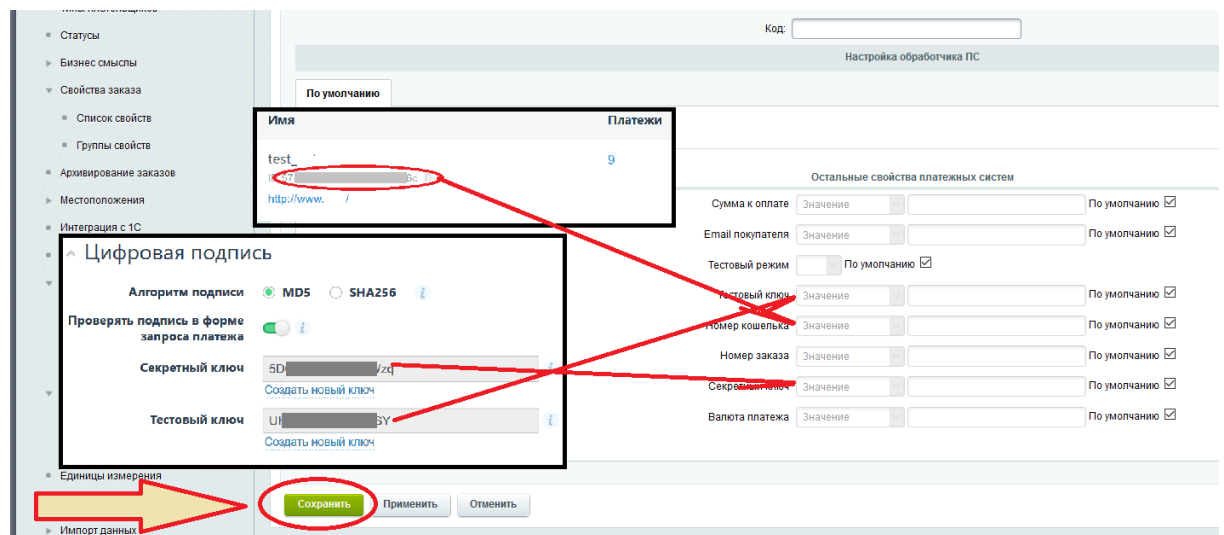 Статусы
Бизнес смыслы
Свойства заказа
Список свойств
Группы свойств
Архивирование заказов
Местоположения
Интеграция с 1С
Единицы измерения
Импорт данных
Код:
Настройка обработчика ПС
По умолчанию
Имя Платежи
test_ 9
http://www. /
Цифровая подпись
Алгоритм подписи MD5 SHA256 i
Проверять подпись в форме
запроса платежа i
Секретный ключ
Создать новый ключ
Тестовый ключ
Создать новый ключ
Остальные свойства платежных систем
Сумма к оплате Значение По умолчанию
Email покупателя Значение По умолчанию
Тестовый режим По умолчанию
Тестовый ключ Значение По умолчанию
Номер кошелька Значение По умолчанию
Номер заказа Значение По умолчанию
Секретный ключ Значение По умолчанию
Валюта платежа Значение По умолчанию
Сохранить Применить Отменить